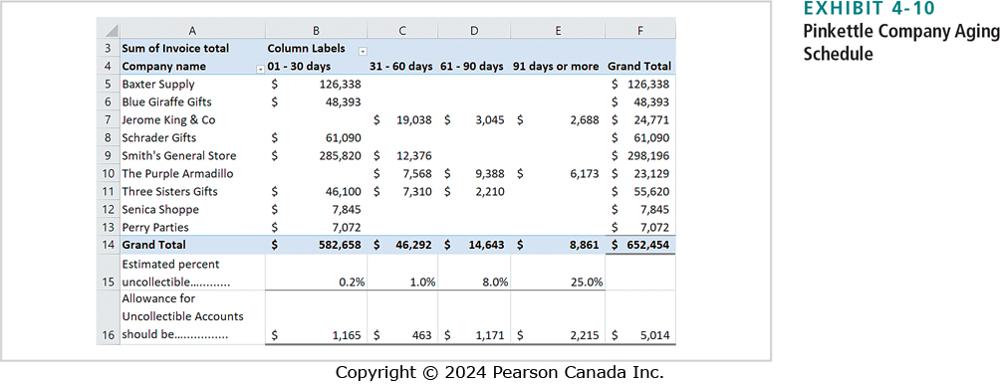 EXHIBIT 4-10
Pinkettle Company Aging
Schedule
A B C D E F
3 Sum of Invoice total Column Labels
4 Company name 01 - 30 days 31 - 60 days 61 - 90 days 91 days or more Grand Total
5 Baxter Supply $ 126,338 $ 126,338
6 Blue Giraffe Gifts $ 48,393 $ 48,393
7 Jerome King & Co $ 19,038 $ 3,045 $ 2,688 $ 24,771
8 Schrader Gifts $ 61,090 $ 61,090
9 Smith's General Store $ 285,820 $ 12,376 $ 298,196
10 The Purple Armadillo $ 7,568 $ 9,388 $ 6,173 $ 23,129
11 Three Sisters Gifts $ 46,100 $ 7,310 $ 2,210 $ 55,620
12 Senica Shoppe $ 7,845 $ 7,845
13 Perry Parties $ 7,072 $ 7,072
14 Grand Total $ 582,658 $ 46,292 $ 14,643 $ 8,861 $ 652,454
Estimated percent
15 uncollectible............ 0.2% 1.0% 8.0% 25.0%
Allowance for
Uncollectible Accounts
16 should be................ $ 1,165 $ 463 $ 1,171 $ 2,215 $ 5,014
Copyright © 2024 Pearson Canada Inc.